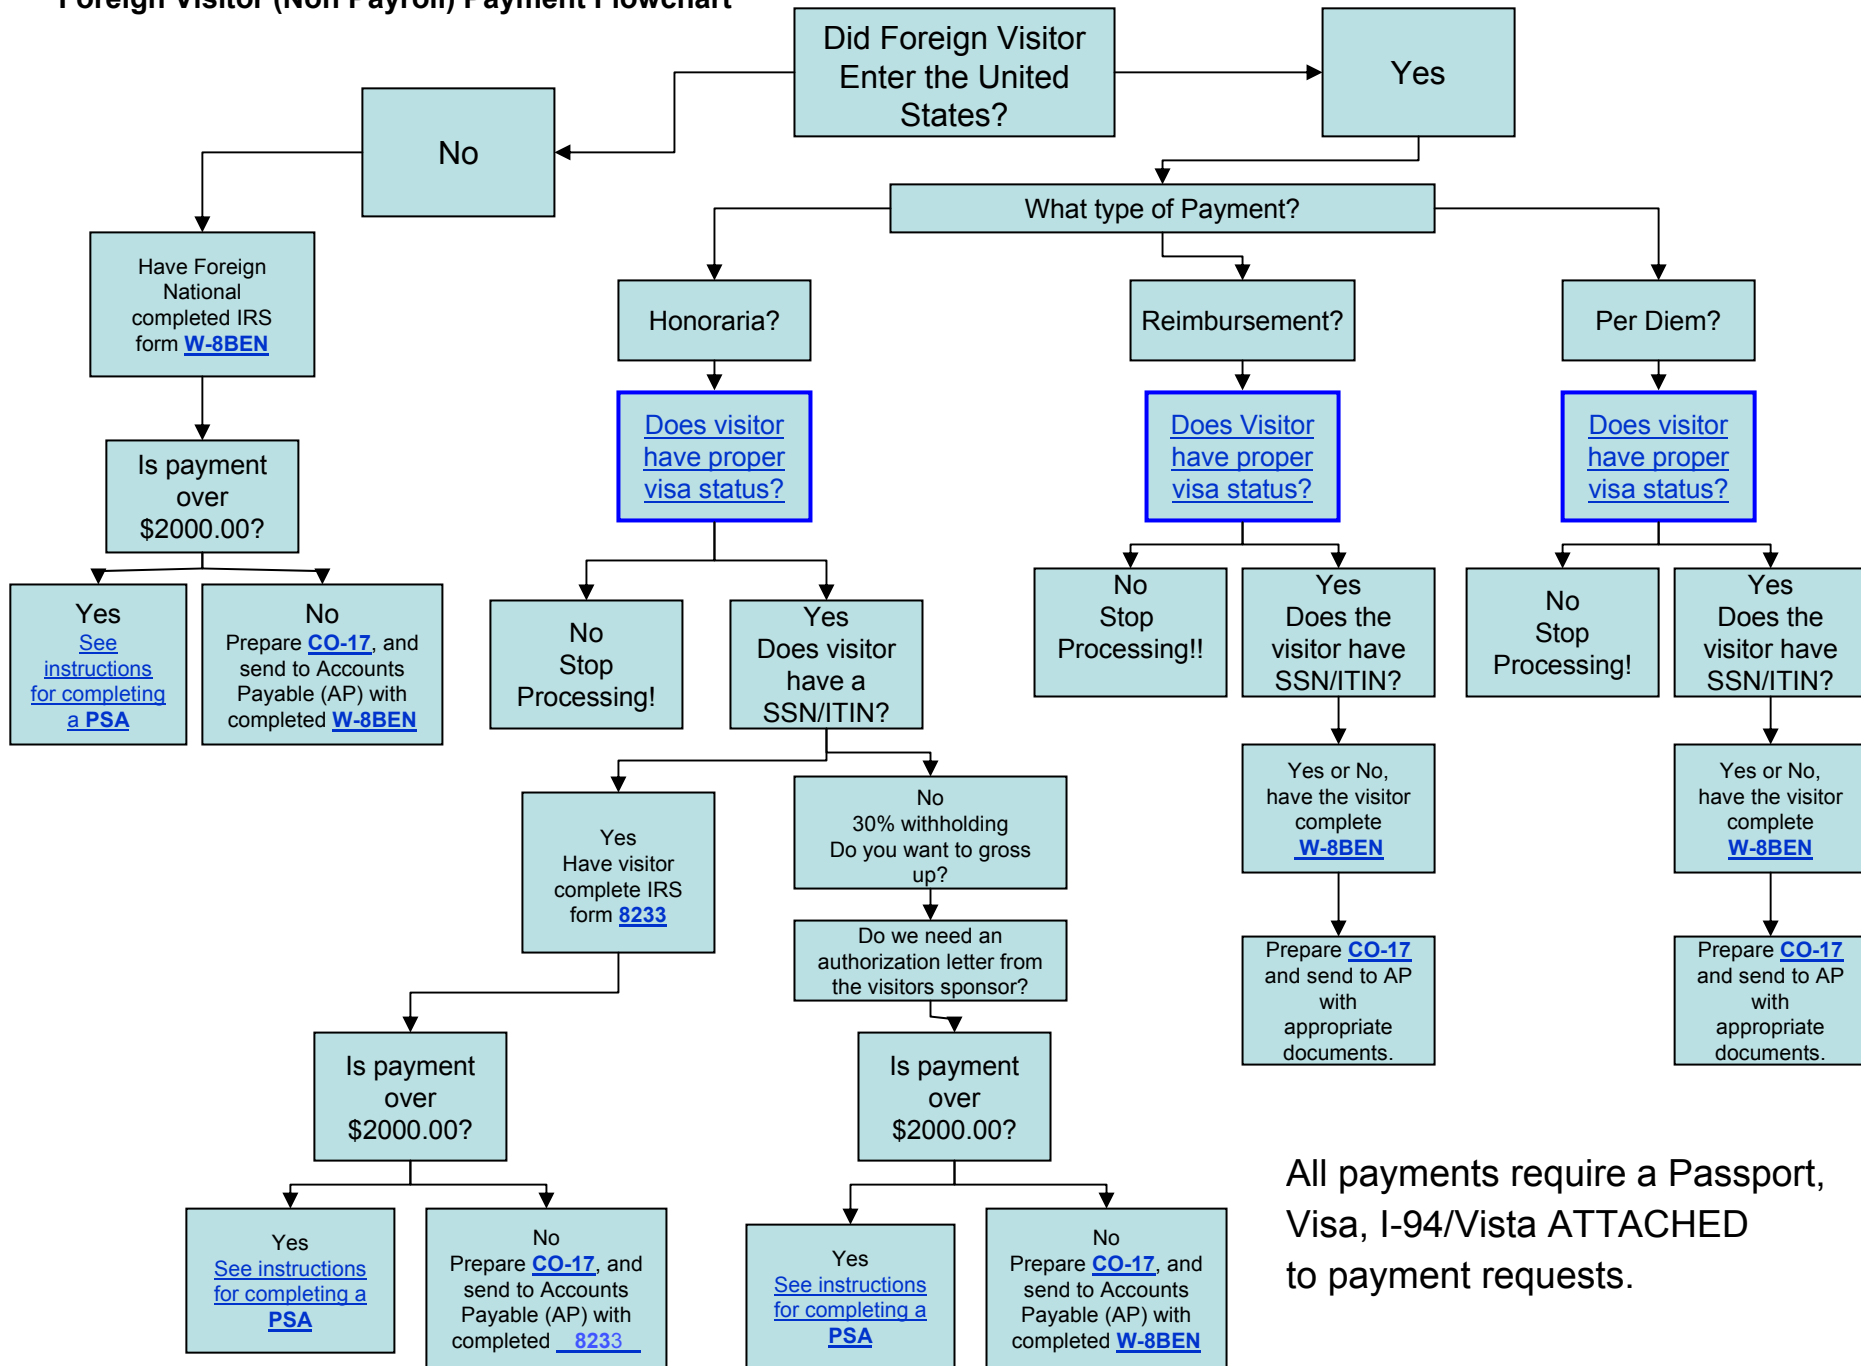 Foreign Visitor (Non Payroll) Payment Flowchart
Did Foreign Visitor
Enter the United
States?
Yes
No
What type of Payment?
Have Foreign
National
completed IRS
form W-8BEN
Is payment
over
$2000.00?
Yes
See
instructions
for completing
a PSA
No
Prepare CO-17, and
send to Accounts
Payable (AP) with
completed W-8BEN
Honoraria?
Does visitor
have proper
visa status?
No
Stop
Processing!
Yes
Does visitor
have a
SSN/ITIN?
Yes
Have visitor
complete IRS
form 8233
No
30% withholding
Do you want to gross
up?
Do we need an
authorization letter from
the visitors sponsor?
Is payment
over
$2000.00?
Yes
See instructions
for completing a
PSA
No
Prepare CO-17, and
send to Accounts
Payable (AP) with
completed 8233
Is payment
over
$2000.00?
Yes
See instructions
for completing a
PSA
No
Prepare CO-17, and
send to Accounts
Payable (AP) with
completed W-8BEN
Reimbursement?
Does Visitor
have proper
visa status?
No
Stop
Processing!!
Yes
Does the
visitor have
SSN/ITIN?
Yes or No,
have the visitor
complete
W-8BEN
Prepare CO-17
and send to AP
with
appropriate
documents.
Per Diem?
Does visitor
have proper
visa status?
No
Stop
Processing!
Yes
Does the
visitor have
SSN/ITIN?
Yes or No,
have the visitor
complete
W-8BEN
Prepare CO-17
and send to AP
with
appropriate
documents.
All payments require a Passport,
Visa, I-94/Vista ATTACHED
to payment requests.